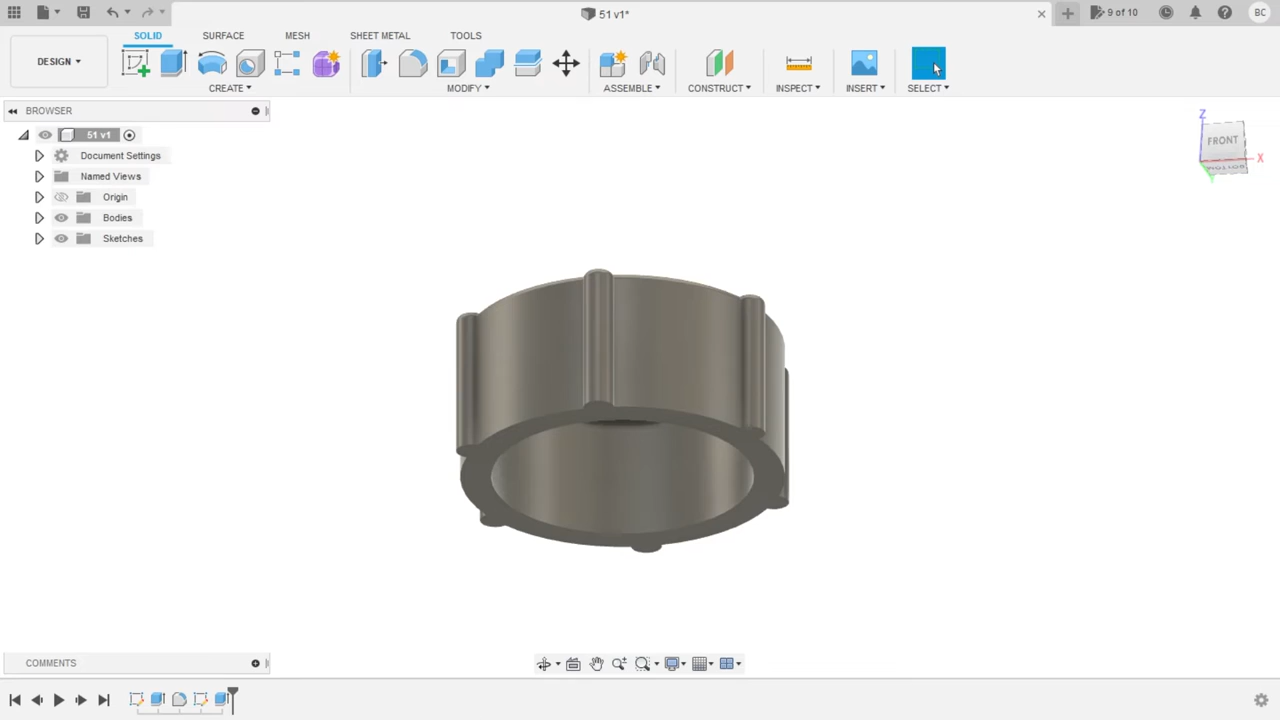 51 v1*
9 of 10
BC
SOLID
SURFACE
MESH
SHEET METAL
TOOLS
DESIGN
CREATE
MODIFY
ASSEMBLE
CONSTRUCT
INSPECT
INSERT
SELECT
BROWSER
51 v1
Document Settings
Named Views
Origin
Bodies
Sketches
Z
FRONT
X
BOTTOM
COMMENTS